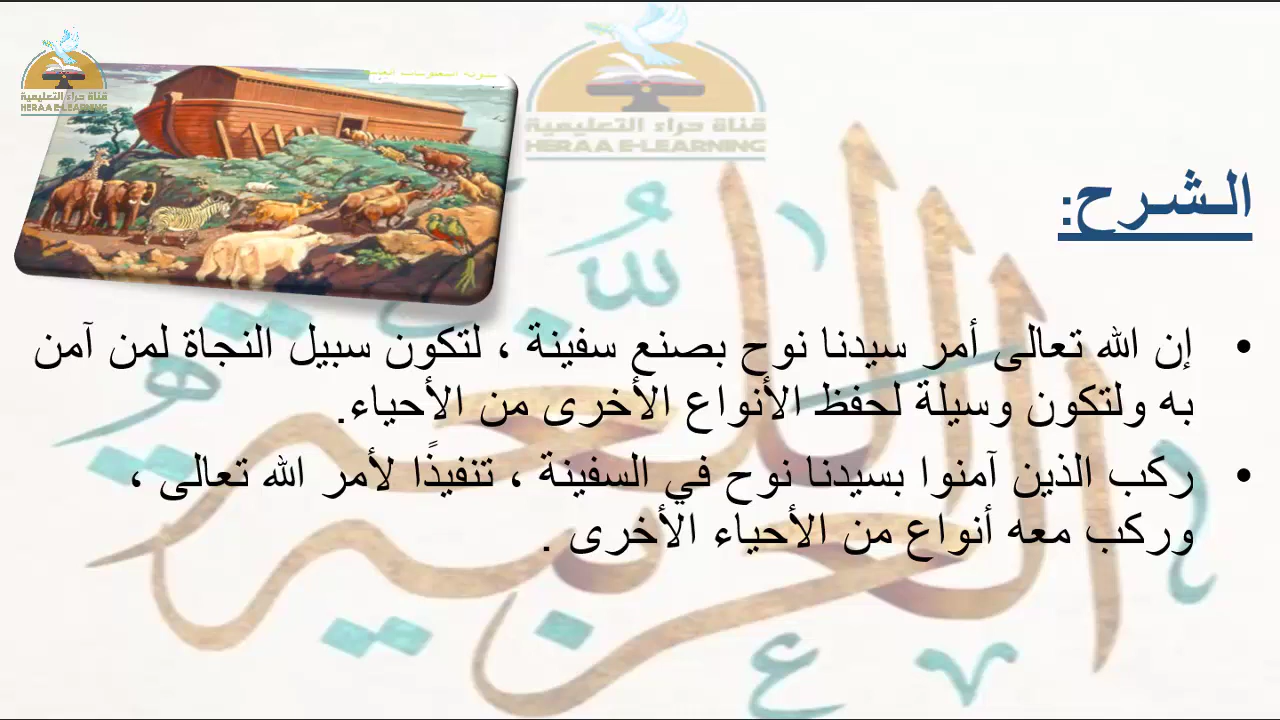 قناة حراء التعليمية
HERAA E-LEARNING
قناة حراء التعليمية
HERAA E-LEARNING
الشرح:
• إن الله تعالى أمر سيدنا نوح بصنع سفينة ، لتكون سبيل النجاة لمن آمن
به ولتكون وسيلة لحفظ الأنواع الأخرى من الأحياء.
• ركب الذين آمنوا بسيدنا نوح في السفينة ، تنفيذًا لأمر الله تعالى ،
وركب معه أنواع من الأحياء الأخرى .
اللغة
العربية